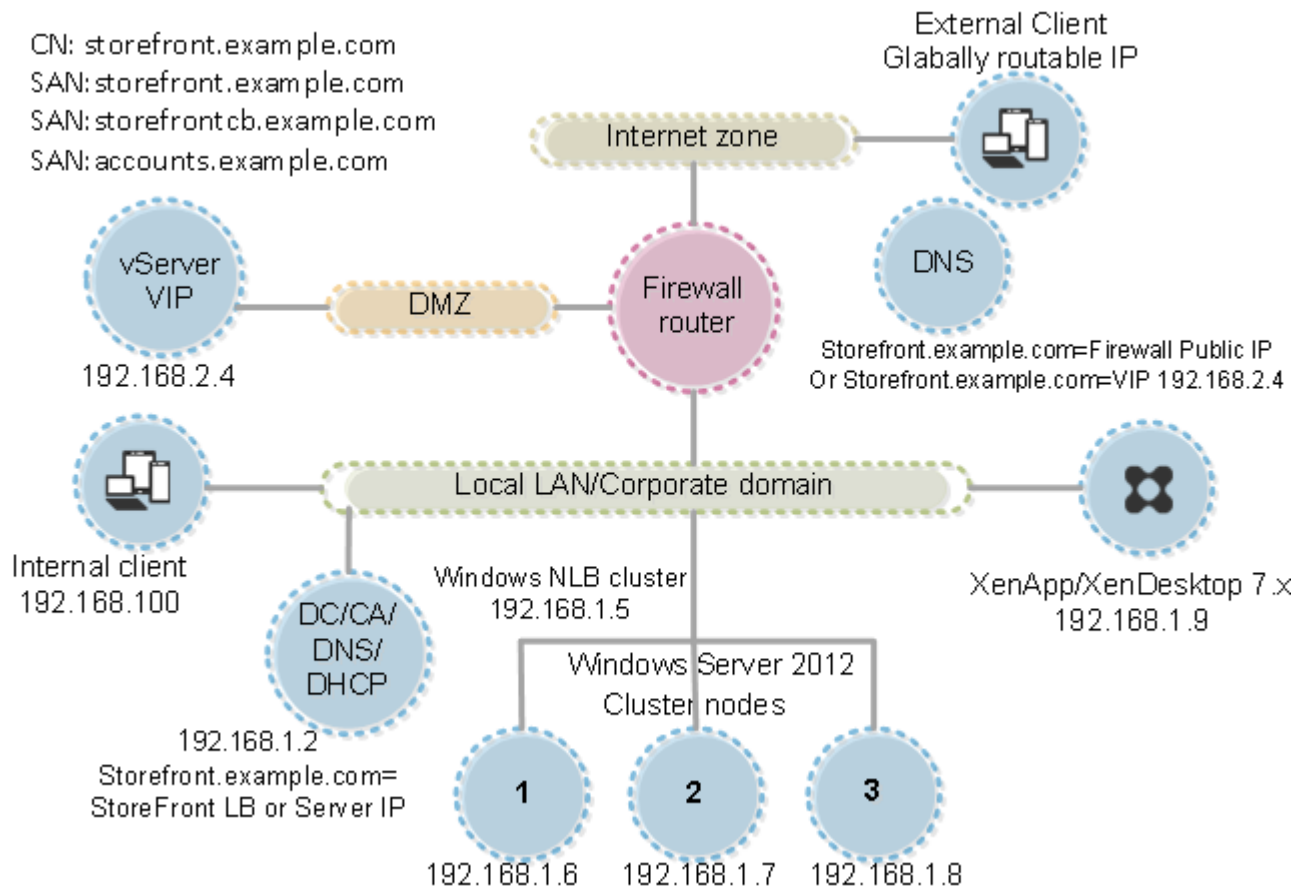 CN: storefront.example.com
SAN: storefront.example.com
SAN: storefrontcb.example.com
SAN: accounts.example.com
External Client
Glabally routable IP
Internet zone
vServer
VIP
192.168.2.4
DMZ
Firewall
router
DNS
Storefront.example.com=Firewall Public IP
Or Storefront.example.com=VIP 192.168.2.4
Local LAN/Corporate domain
Internal client
192.168.100
DC/CA/
DNS/
DHCP
192.168.1.2
Storefront.example.com=
StoreFront LB or Server IP
Windows NLB cluster
192.168.1.5
XenApp/XenDesktop 7.x
192.168.1.9
Windows Server 2012
Cluster nodes
1
2
3
192.168.1.6
192.168.1.7
192.168.1.8